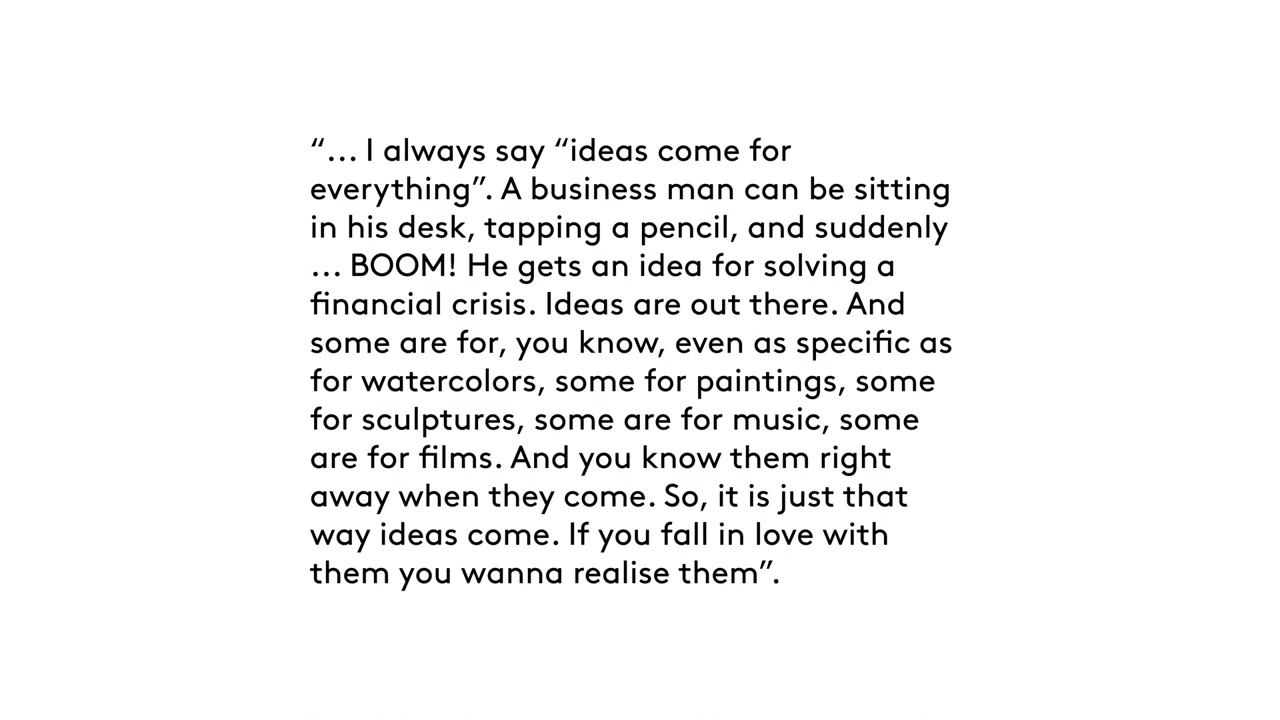 “... I always say “ideas come for
everything”. A business man can be sitting
in his desk, tapping a pencil, and suddenly
... BOOM! He gets an idea for solving a
financial crisis. Ideas are out there. And
some are for, you know, even as specific as
for watercolors, some for paintings, some
for sculptures, some are for music, some
are for films. And you know them right
away when they come. So, it is just that
way ideas come. If you fall in love with
them you wanna realise them”.